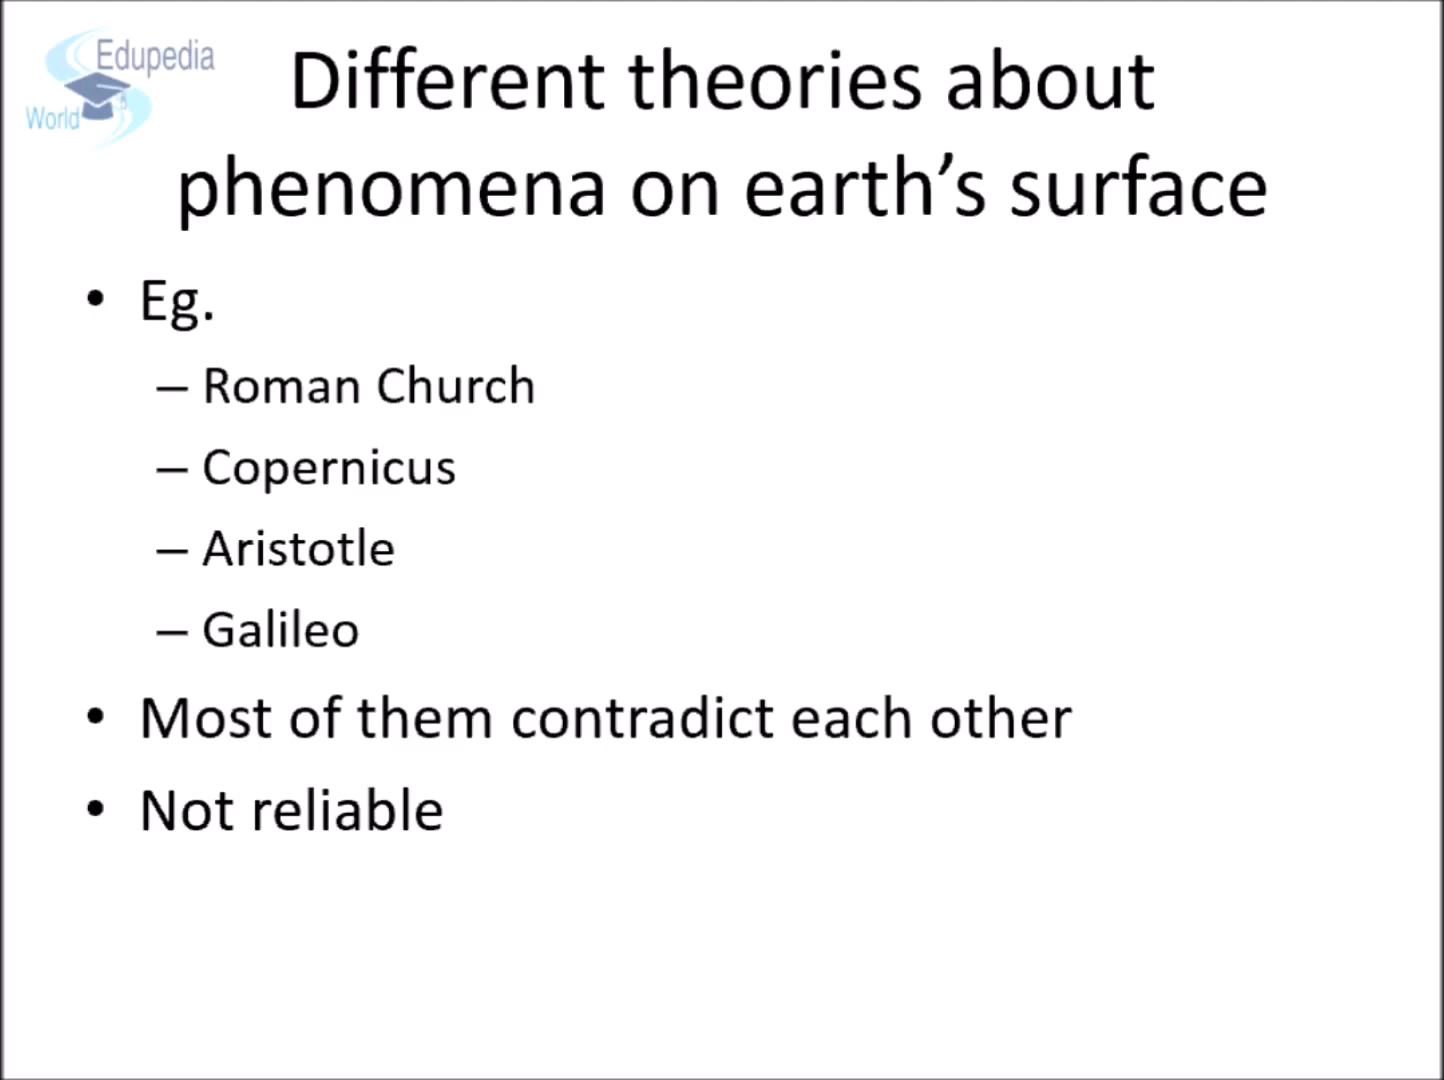 Edupedia
World
Different theories about
phenomena on earth’s surface
• Eg.
– Roman Church
– Copernicus
– Aristotle
– Galileo
• Most of them contradict each other
• Not reliable